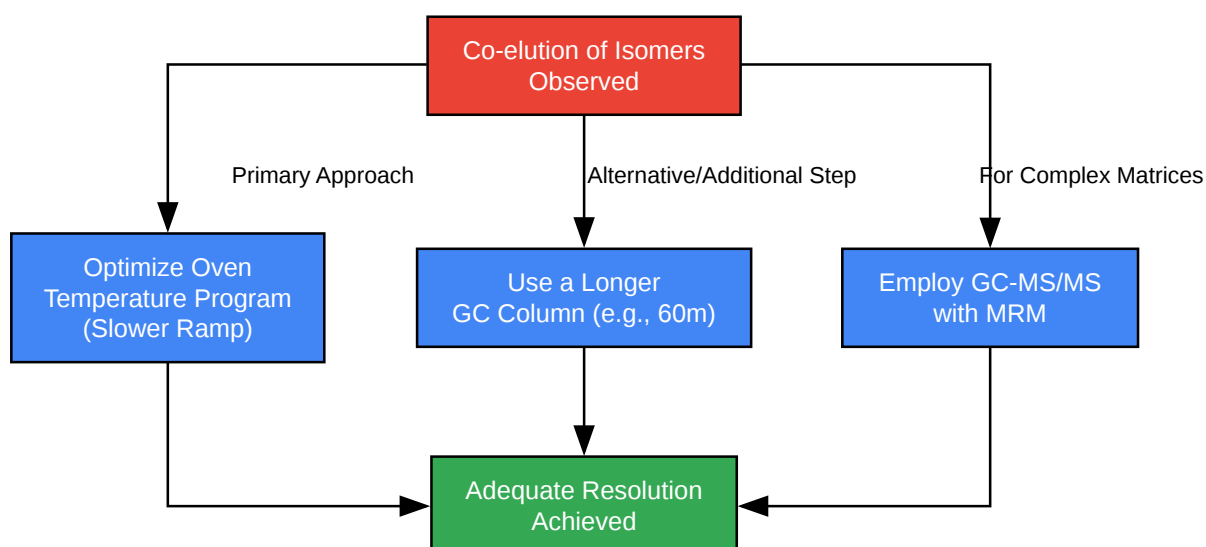 Co-elution of Isomers
Observed
Primary Approach
Alternative/Additional Step
For Complex Matrices
Optimize Oven
Temperature Program
(Slower Ramp)
Use a Longer
GC Column (e.g., 60m)
Employ GC-MS/MS
with MRM
Adequate Resolution
Achieved